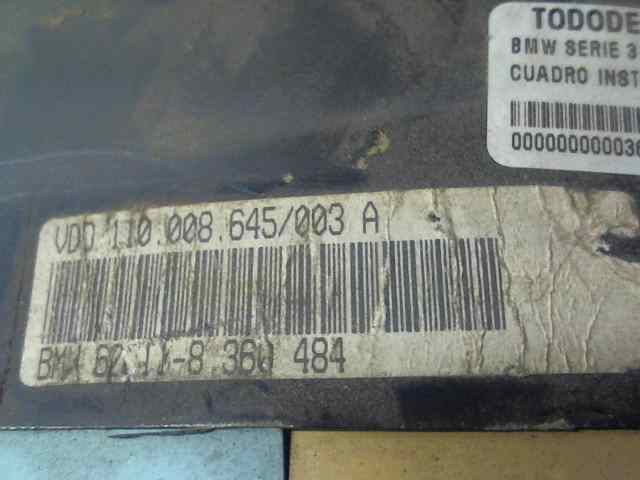 TODODE
BMW SERIE 3
CUADRO INST
VDO 110.008.645/003 A
BMW 62.11-8 360 484